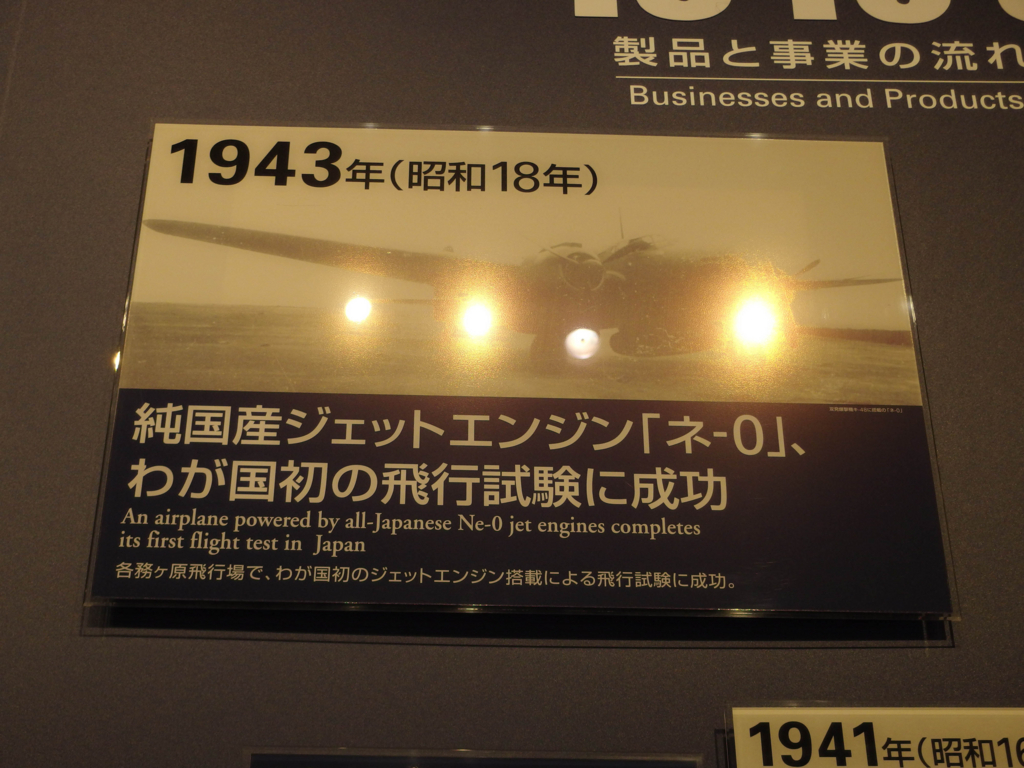 製品と事業の流れ
Businesses and Products
1943年(昭和18年)
純国産ジェットエンジン「ネ-0」、
わが国初の飛行試験に成功
An airplane powered by all-Japanese Ne-0 jet engines completes
its first flight test in Japan
各務ヶ原飛行場で、わが国初のジェットエンジン搭載による飛行試験に成功。
1941年(昭和16